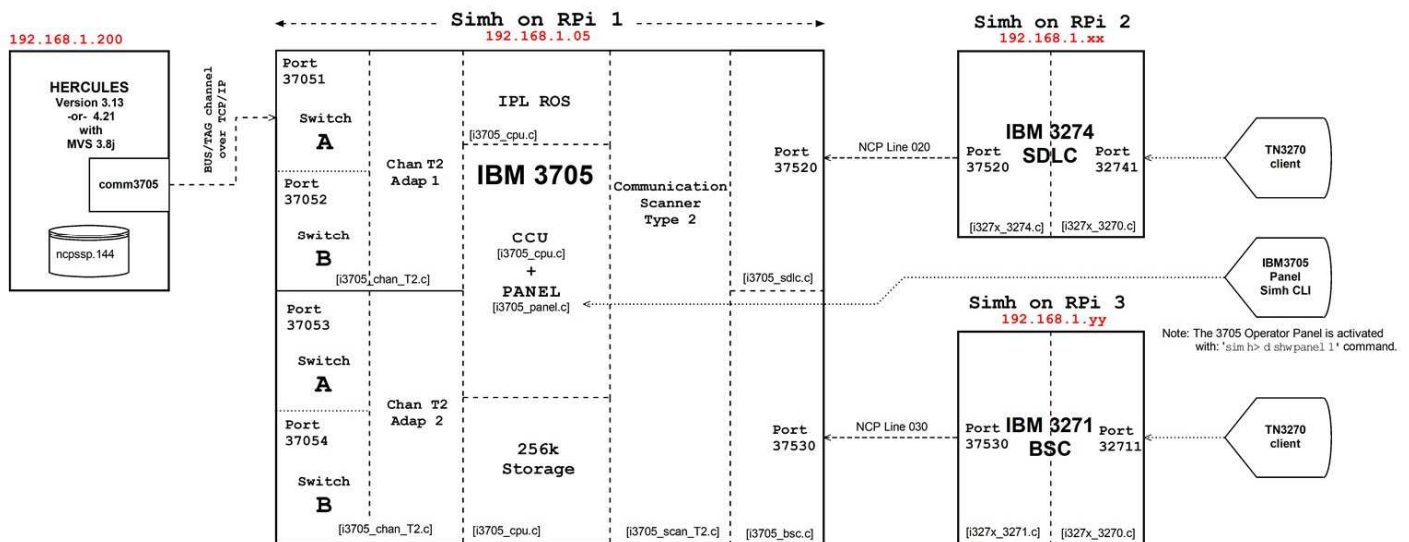 Simh on RPi 1
192.168.1.05
Simh on RPi 2
192.168.1.xx
192.168.1.200
HERCULES
Version 3.13
-or- 4.21
with
MVS 3.8j
comm3705
ncpssp.144
BUS/TAG channel
over TCP/IP
Port
37051
Switch
A
Port
37052
Switch
B
Chan T2
Adap 1
[i3705_chan_T2.c]
Port
37053
Switch
A
Port
37054
Switch
B
Chan T2
Adap 2
[i3705_chan_T2.c]
IPL ROS
[i3705_cpu.c]
IBM 3705
CCU
[i3705_cpu.c]
+
PANEL
[i3705_panel.c]
256k
Storage
[i3705_cpu.c]
Communication
Scanner
Type 2
[i3705_scan_T2.c]
Port
37520
[i3705_sdlc.c]
Port
37530
[i3705_bsc.c]
NCP Line 020
IBM 3274
SDLC
Port
37520
Port
32741
[i327x_3274.c]
[i327x_3270.c]
TN3270
client
IBM3705
Panel
Simh CLI
Note: The 3705 Operator Panel is activated
with: 'simh> d shwpanel 1' command.
Simh on RPi 3
192.168.1.yy
NCP Line 030
IBM 3271
BSC
Port
37530
Port
32711
[i327x_3271.c]
[i327x_3270.c]
TN3270
client